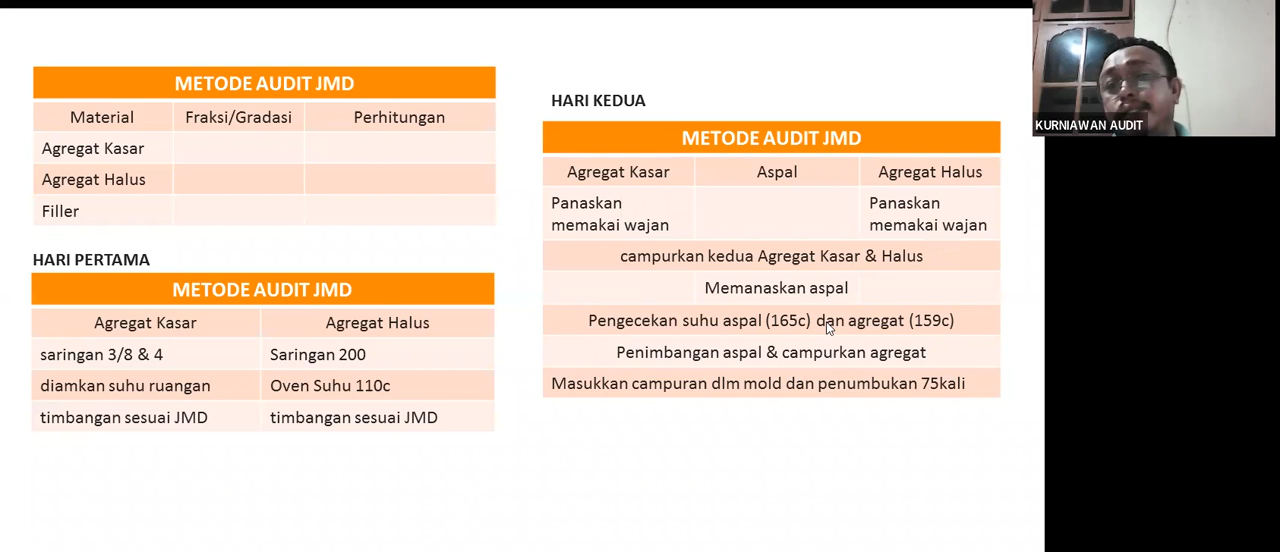 METODE AUDIT JMD
Material Fraksi/Gradasi Perhitungan
Agregat Kasar
Agregat Halus
Filler
HARI PERTAMA
METODE AUDIT JMD
Agregat Kasar Agregat Halus
saringan 3/8 & 4 Saringan 200
diamkan suhu ruangan Oven Suhu 110c
timbangan sesuai JMD timbangan sesuai JMD
HARI KEDUA
METODE AUDIT JMD
Agregat Kasar Aspal Agregat Halus
Panaskan Panaskan
memakai wajan memakai wajan
campurkan kedua Agregat Kasar & Halus
Memanaskan aspal
Pengecekan suhu aspal (165c) dan agregat (159c)
Penimbangan aspal & campurkan agregat
Masukkan campuran dlm mold dan penumbukan 75kali
KURNIAWAN AUDIT